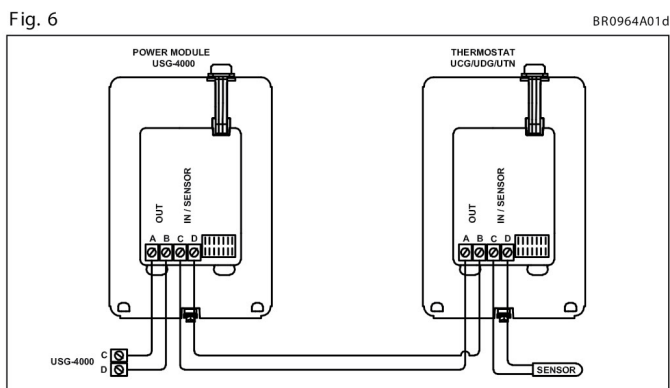 Fig. 6
BR0964A01d
POWER MODULE
USG-4000
THERMOSTAT
UCG/UDG/UTN
OUT
IN / SENSOR
A B C D
OUT
IN / SENSOR
A B C D
USG-4000
C
D
SENSOR